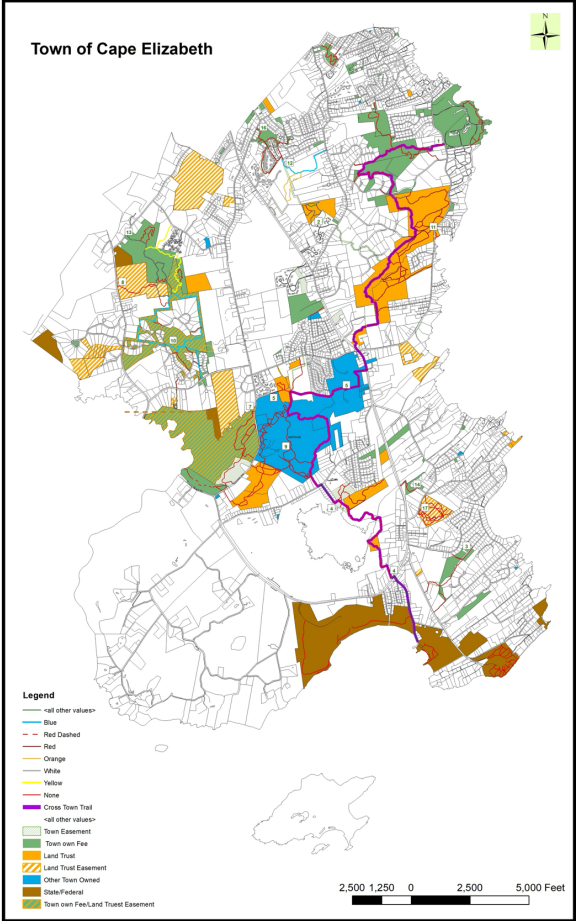 Town of Cape Elizabeth
Legend
<all other values>
Blue
Red Dashed
Red
Orange
White
Yellow
None
Cross Town Trail
<all other values>
Town Easement
Town own Fee
Land Trust
Land Trust Easement
Other Town Owned
State/Federal
Town own Fee/Land Truest Easement
2,500 1,250 0 2,500 5,000 Feet